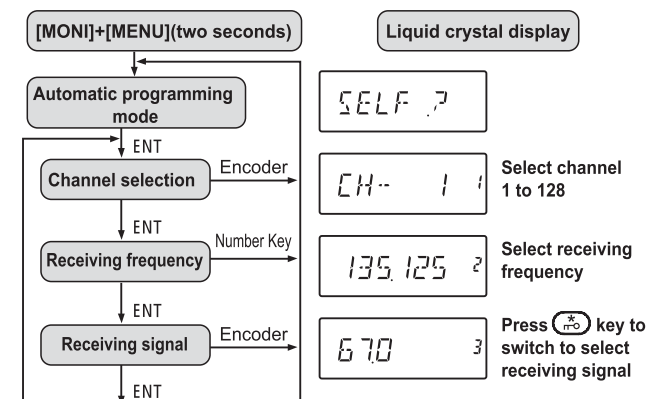 [MONI]+[MENU](two seconds)
Liquid crystal display
Automatic programming
mode
SELF .?
ENT
Channel selection
Encoder
CH-- 1 1
Select channel
1 to 128
ENT
Receiving frequency
Number Key
135.125 2
Select receiving
frequency
ENT
Receiving signal
Encoder
67.0 3
Press * key to
switch to select
receiving signal
ENT